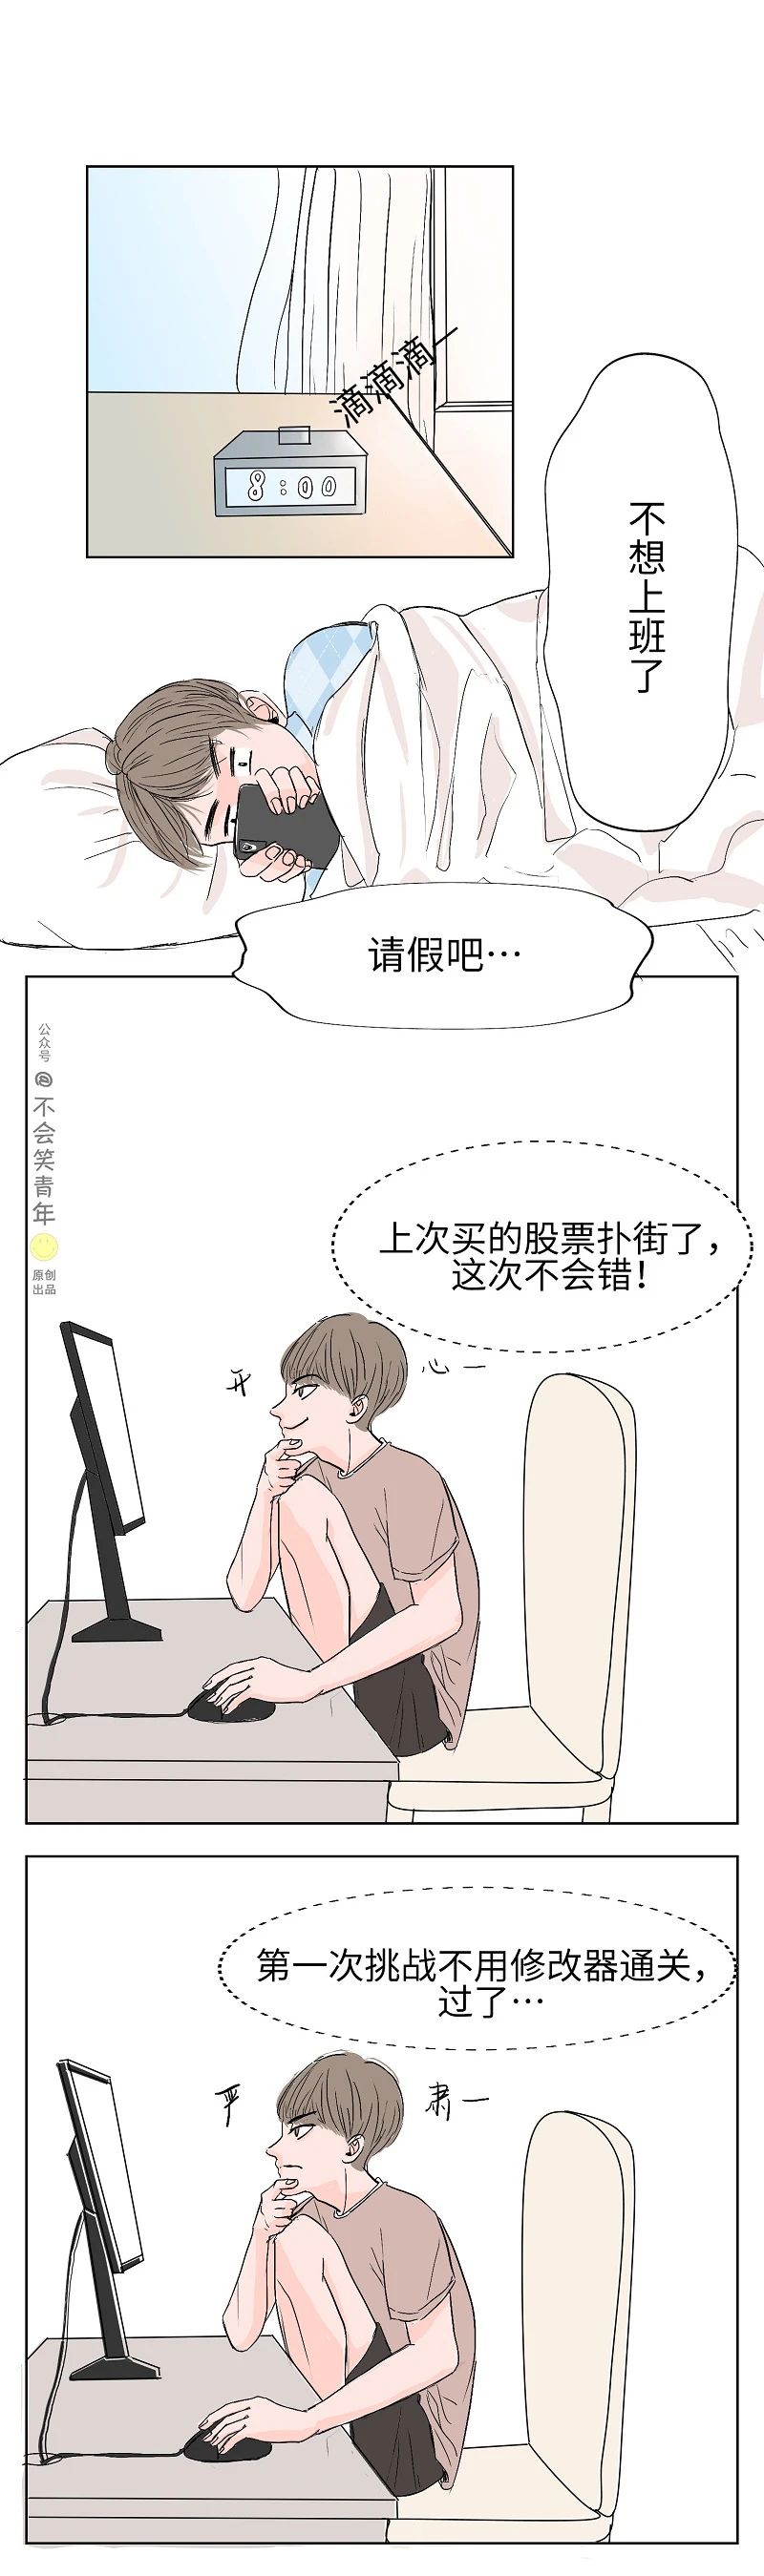 滴滴滴一
8:00
不想上班了
请假吧…
公众号
@不会笑青年
原创
出品
上次买的股票扑街了，
这次不会错！
开 心一
第一次挑战不用修改器通关，
过了…
严 肃一